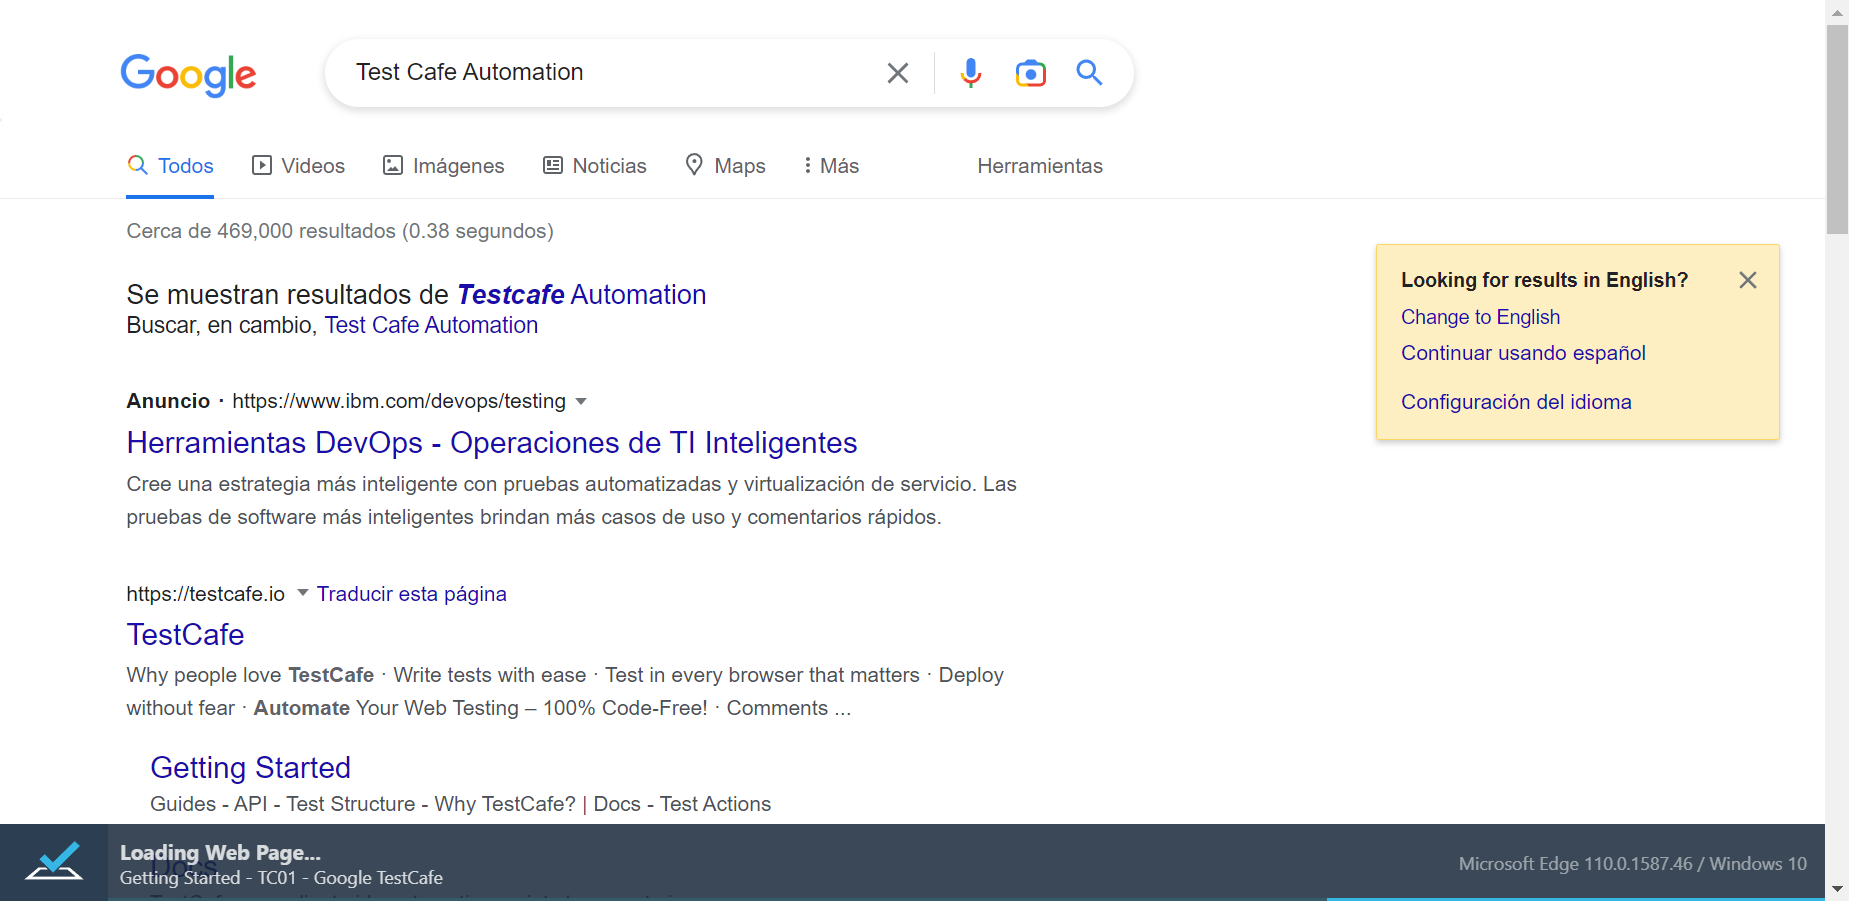 Google
Test Cafe Automation
Todos
Videos
Imágenes
Noticias
Maps
Más
Herramientas
Cerca de 469,000 resultados (0.38 segundos)
Looking for results in English?
Change to English
Continuar usando español
Configuración del idioma
Se muestran resultados de Testcafe Automation
Buscar, en cambio, Test Cafe Automation
Anuncio · https://www.ibm.com/devops/testing
Herramientas DevOps - Operaciones de TI Inteligentes
Cree una estrategia más inteligente con pruebas automatizadas y virtualización de servicio. Las
pruebas de software más inteligentes brindan más casos de uso y comentarios rápidos.
https://testcafe.io Traducir esta página
TestCafe
Why people love TestCafe · Write tests with ease · Test in every browser that matters · Deploy
without fear · Automate Your Web Testing – 100% Code-Free! · Comments ...
Getting Started
Guides - API - Test Structure - Why TestCafe? | Docs - Test Actions
Loading Web Page...
Docs
Getting Started - TC01 - Google TestCafe
Microsoft Edge 110.0.1587.46 / Windows 10